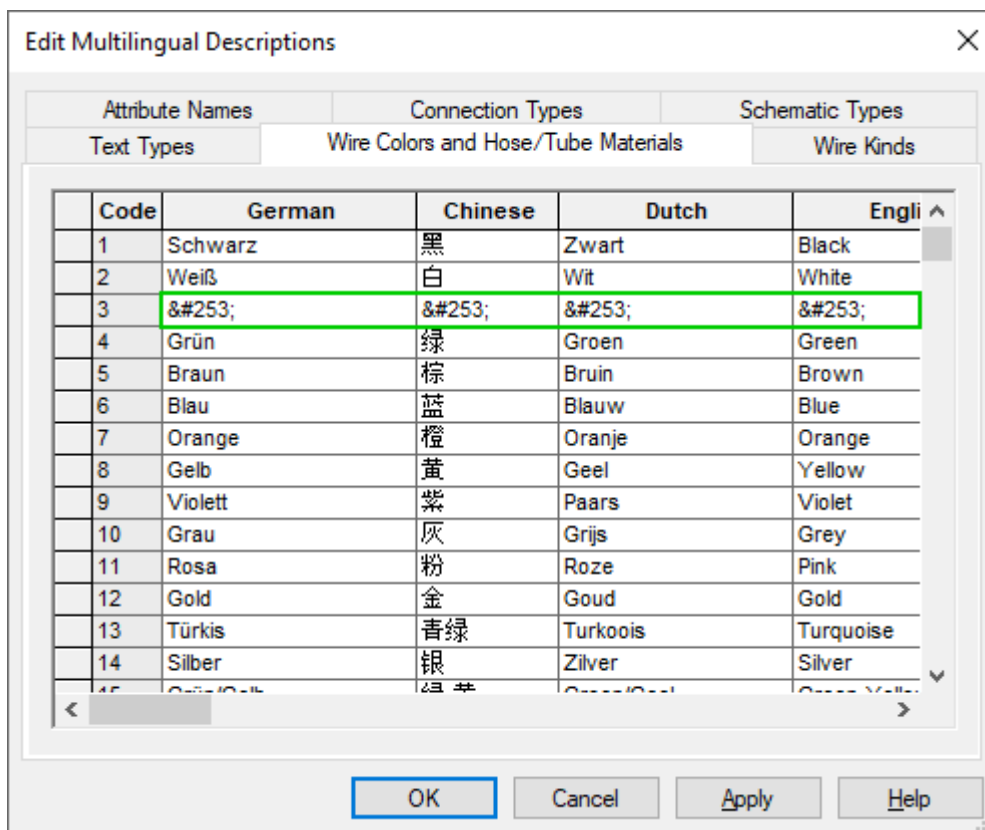 Edit Multilingual Descriptions
Attribute Names Connection Types Schematic Types
Text Types Wire Colors and Hose/Tube Materials Wire Kinds
Code German Chinese Dutch Engli
1 Schwarz 黑 Zwart Black
2 Weiß 白 Wit White
3 &#253; &#253; &#253; &#253;
4 Grün 绿 Groen Green
5 Braun 棕 Bruin Brown
6 Blau 蓝 Blauw Blue
7 Orange 橙 Oranje Orange
8 Gelb 黄 Geel Yellow
9 Violett 紫 Paars Violet
10 Grau 灰 Grijs Grey
11 Rosa 粉 Roze Pink
12 Gold 金 Goud Gold
13 Türkis 青绿 Turkoois Turquoise
14 Silber 银 Zilver Silver
OK Cancel Apply Help